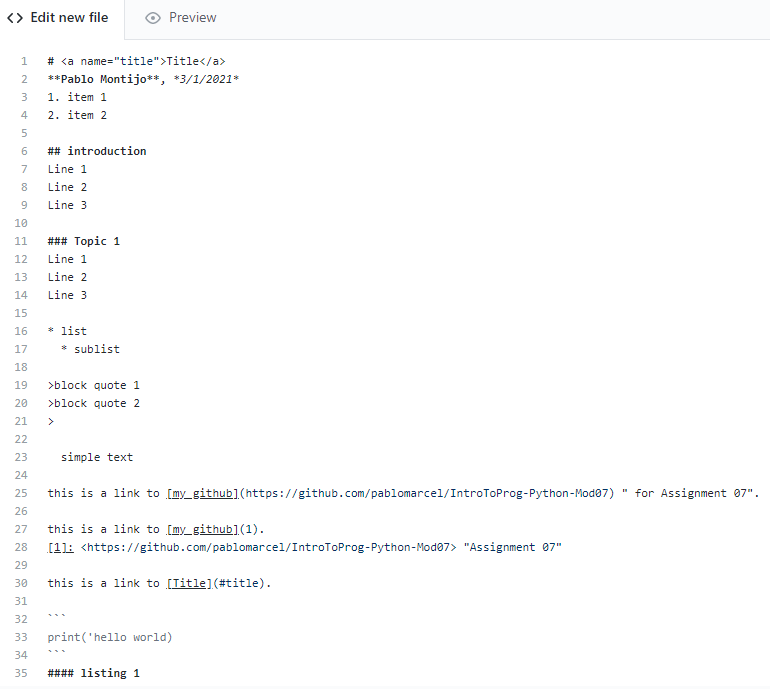 <> Edit new file
Preview
1 # <a name="title">Title</a>
2 **Pablo Montijo**, *3/1/2021*
3 1. item 1
4 2. item 2
5
6 ## introduction
7 Line 1
8 Line 2
9 Line 3
10
11 ### Topic 1
12 Line 1
13 Line 2
14 Line 3
15
16 * list
17   * sublist
18
19 >block quote 1
20 >block quote 2
21 >
22
23   simple text
24
25 this is a link to [my github](https://github.com/pablomarcel/IntroToProg-Python-Mod07) " for Assignment 07".
26
27 this is a link to [my github](1).
28 [1]: <https://github.com/pablomarcel/IntroToProg-Python-Mod07> "Assignment 07"
29
30 this is a link to [Title](#title).
31
32 ```
33 print('hello world)
34 ```
35 #### listing 1